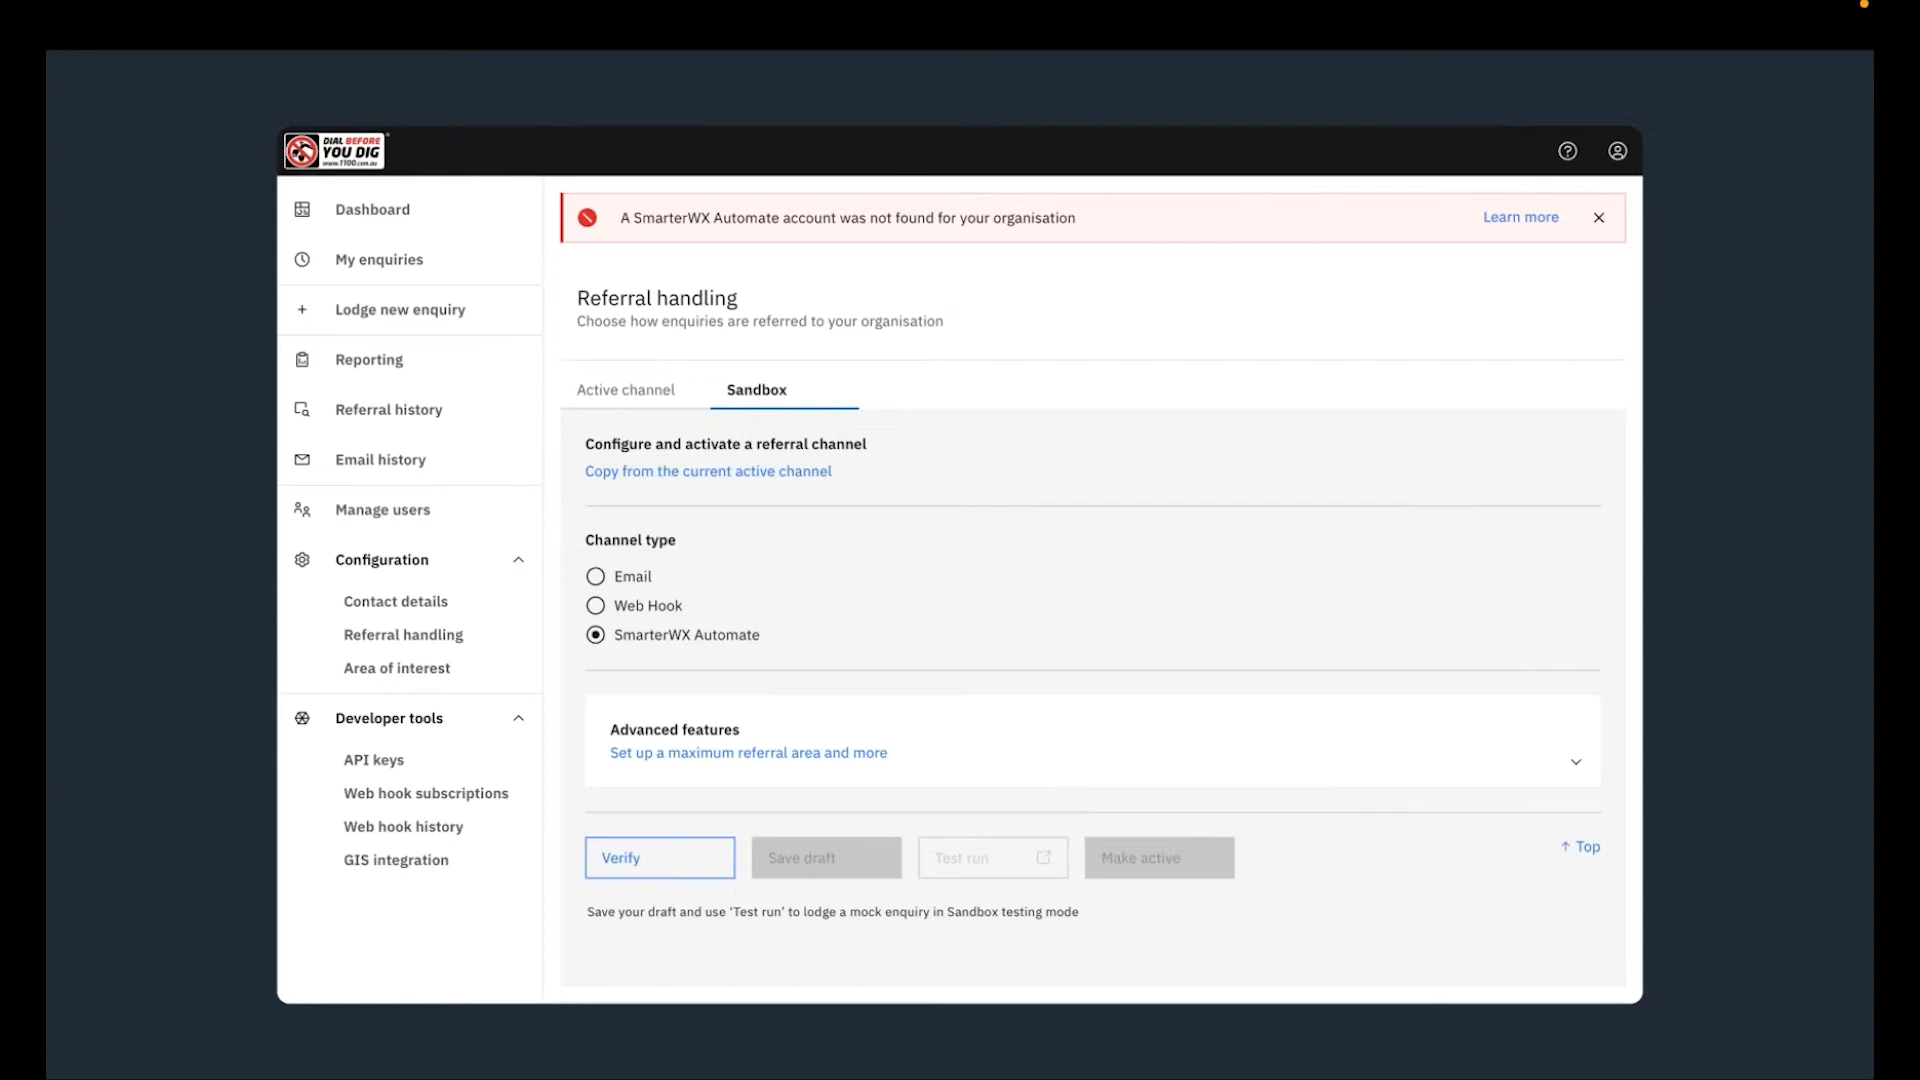 DIAL BEFORE
YOU DIG
www.1100.com.au
Dashboard
My enquiries
Lodge new enquiry
Reporting
Referral history
Email history
Manage users
Configuration
Contact details
Referral handling
Area of interest
Developer tools
API keys
Web hook subscriptions
Web hook history
GIS integration
A SmarterWX Automate account was not found for your organisation
Learn more
Referral handling
Choose how enquiries are referred to your organisation
Active channel
Sandbox
Configure and activate a referral channel
Copy from the current active channel
Channel type
Email
Web Hook
SmarterWX Automate
Advanced features
Set up a maximum referral area and more
Verify
Save draft
Test run
Make active
↑ Top
Save your draft and use ‘Test run’ to lodge a mock enquiry in Sandbox testing mode